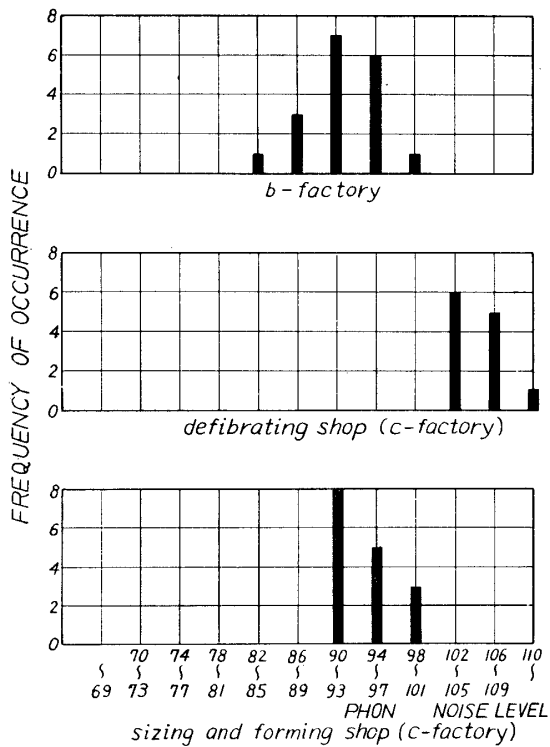 FREQUENCY OF OCCURRENCE
8
6
4
2
0
b-factory
8
6
4
2
0
defibrating shop (c-factory)
8
6
4
2
0
70 74 78 82 86 90 94 98 102 106 110
~ ~ ~ ~ ~ ~ ~ ~ ~ ~ ~ ~
69 73 77 81 85 89 93 97 101 105 109
PHON NOISE LEVEL
sizing and forming shop (c-factory)